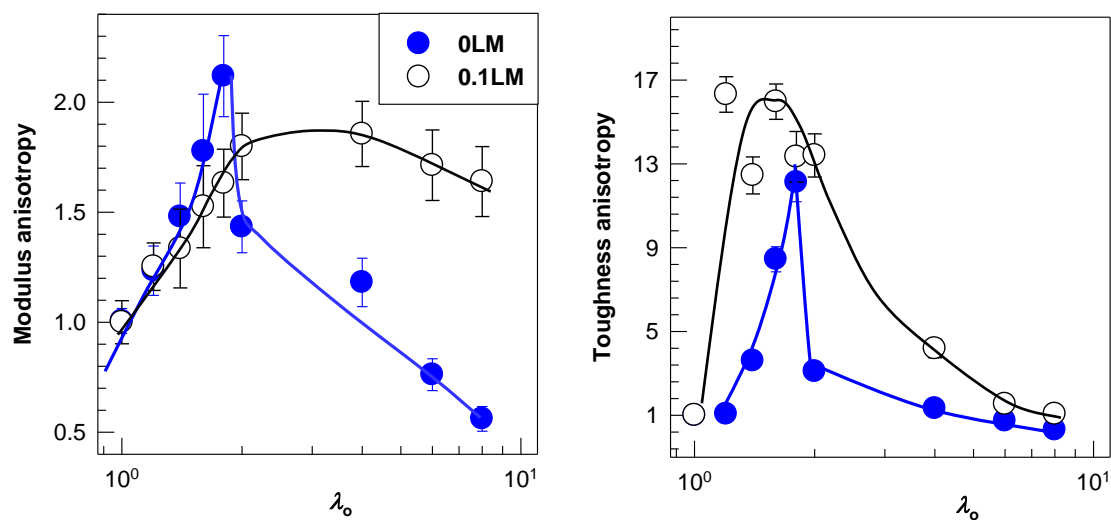 0LM
0.1LM
Modulus anisotropy
2.0
1.5
1.0
0.5
10⁰
10¹
λₒ
Toughness anisotropy
17
13
9
5
1
10⁰
10¹
λₒ